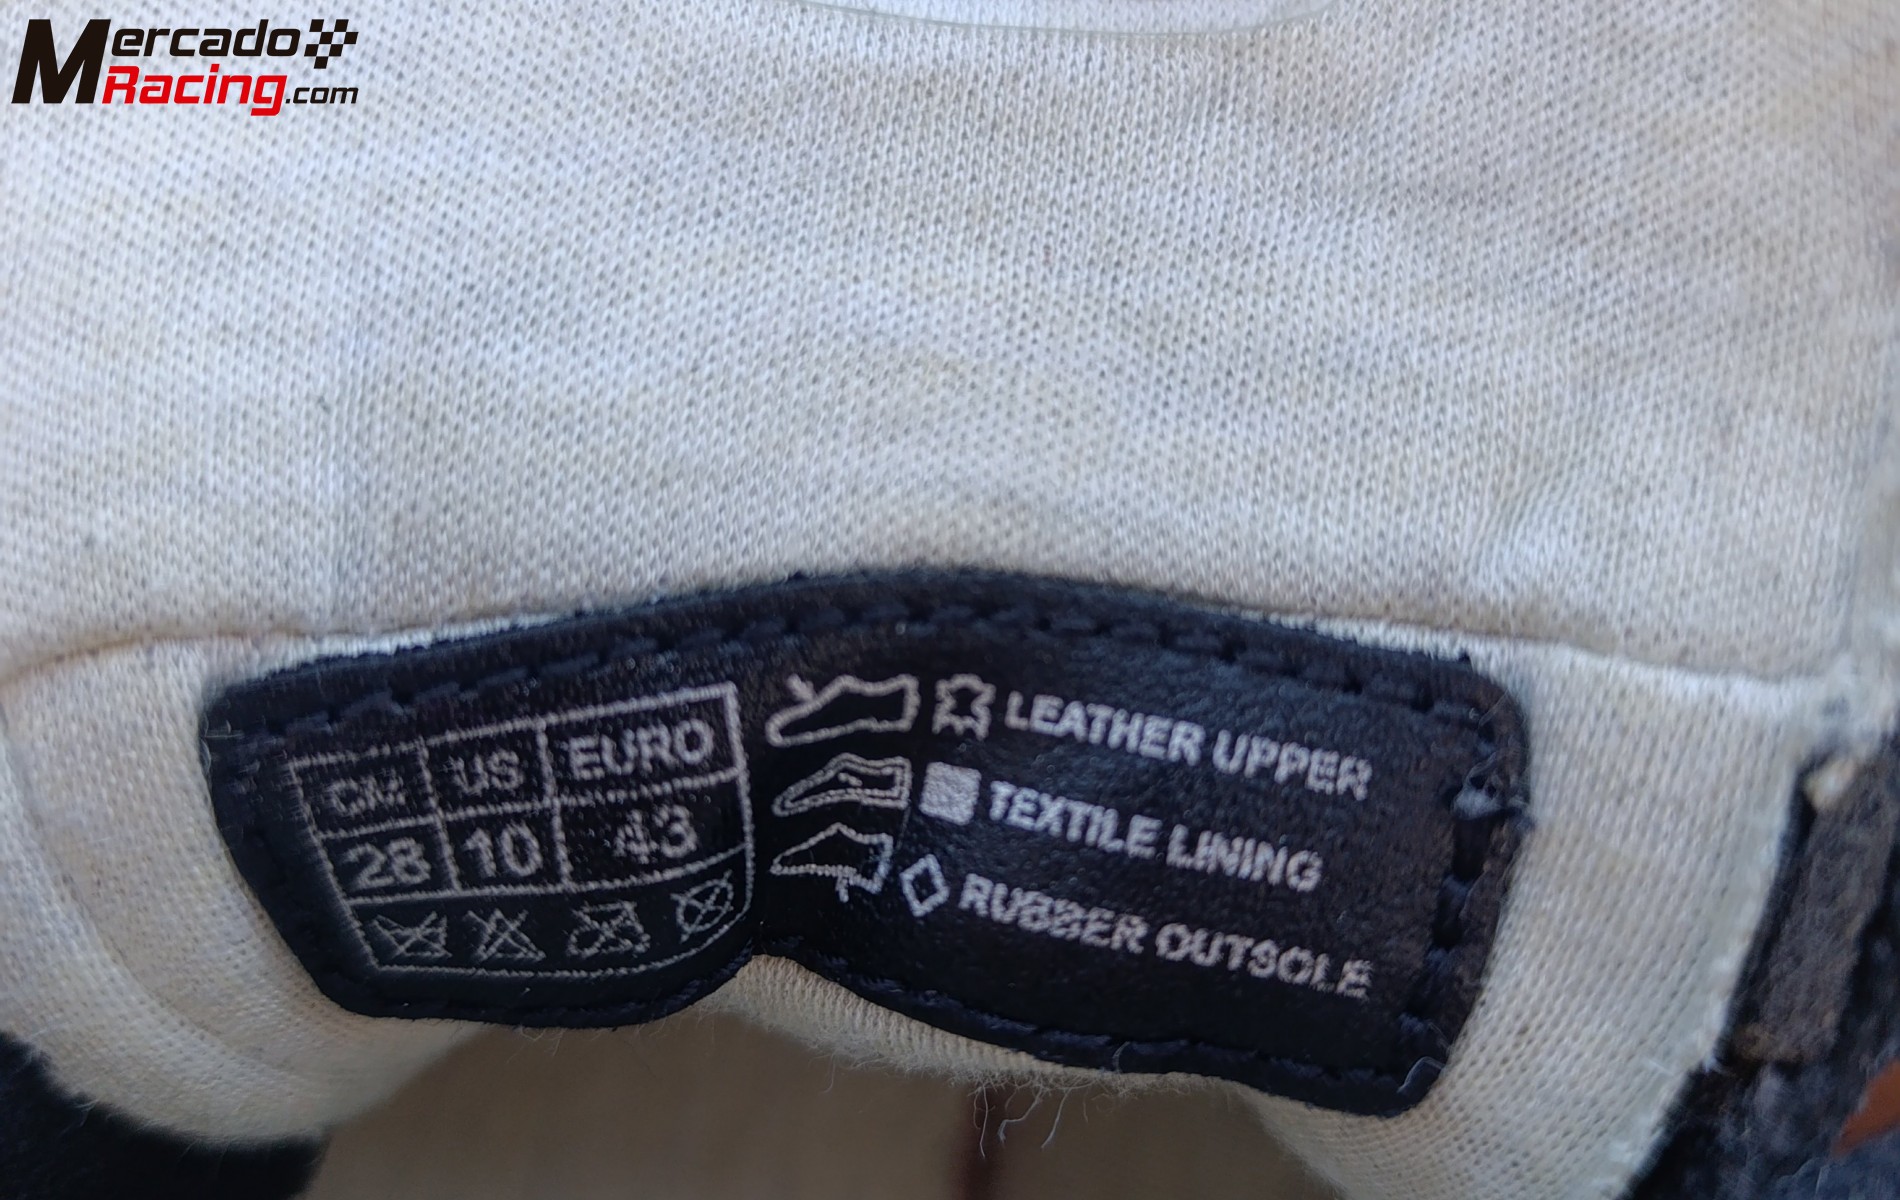 Mercado
Racing.com
CM US EURO
28 10 43
LEATHER UPPER
TEXTILE LINING
RUBBER OUTSOLE